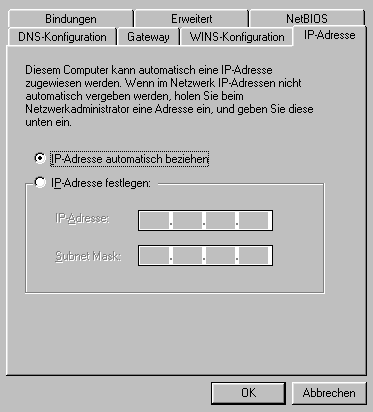 Bindungen Erweitert NetBIOS
DNS-Konfiguration Gateway WINS-Konfiguration IP-Adresse
Diesem Computer kann automatisch eine IP-Adresse
zugewiesen werden. Wenn im Netzwerk IP-Adressen nicht
automatisch vergeben werden, holen Sie beim
Netzwerkadministrator eine Adresse ein, und geben Sie diese
unten ein.
IP-Adresse automatisch beziehen
IP-Adresse festlegen:
IP-Adresse:
. . .
Subnet Mask:
. . .
OK Abbrechen